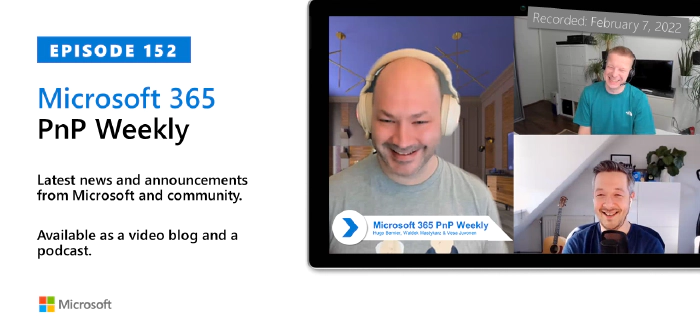 EPISODE 152
Microsoft 365
PnP Weekly
Latest news and announcements
from Microsoft and community.
Available as a video blog and a
podcast.
Microsoft
Recorded: February 7, 2022
Microsoft 365 PnP Weekly
Hugo Bernier, Waldek Mastykarz & Vesa Juvonen